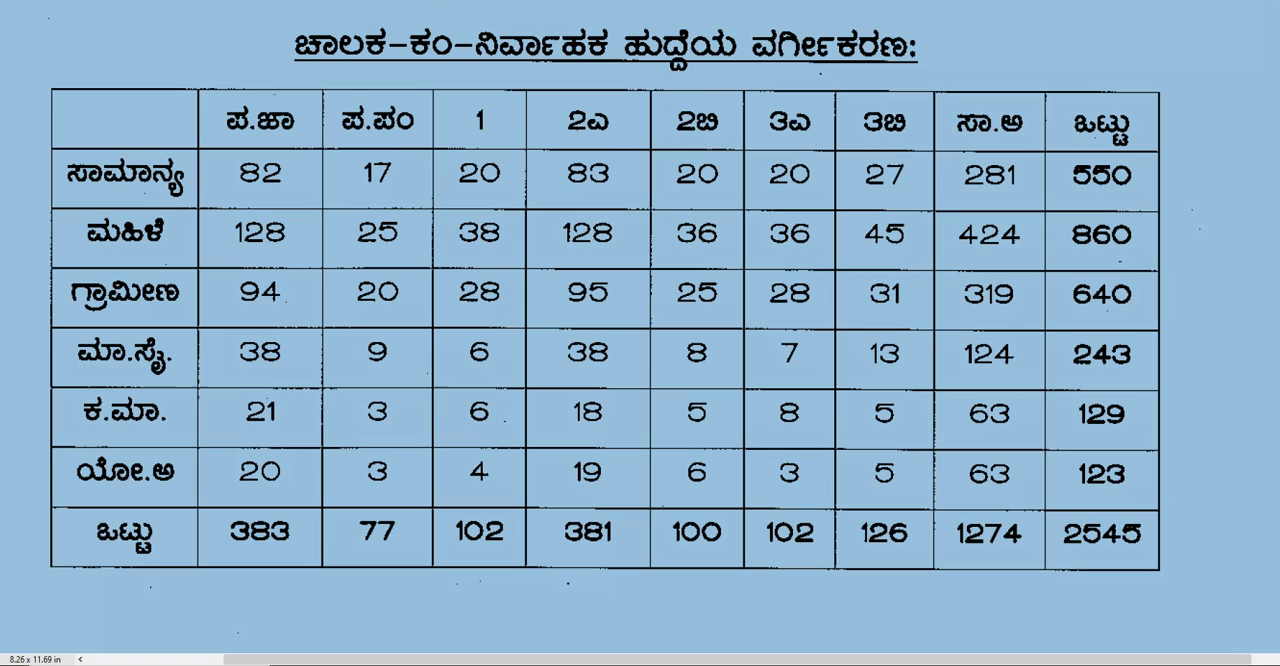 ಚಾಲಕ-ಕಂ-ನಿರ್ವಾಹಕ ಹುದ್ದೆಯ ವರ್ಗೀಕರಣ:
ಪ.ಜಾ ಪ.ಪಂ 1 2ಎ 2ಬಿ 3ಎ 3ಬಿ ಸಾ.ಅ ಒಟ್ಟು
ಸಾಮಾನ್ಯ 82 17 20 83 20 20 27 281 550
ಮಹಿಳೆ 128 25 38 128 36 36 45 424 860
ಗ್ರಾಮೀಣ 94 20 28 95 25 28 31 319 640
ಮಾ.ಸೈ. 38 9 6 38 8 7 13 124 243
ಕ.ಮಾ. 21 3 6 18 5 8 5 63 129
ಯೋ.ಅ 20 3 4 19 6 3 5 63 123
ಒಟ್ಟು 383 77 102 381 100 102 126 1274 2545
8.26 x 11.69 in